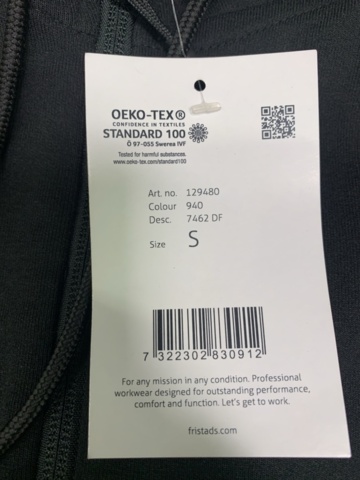 OEKO-TEX®
CONFIDENCE IN TEXTILES
STANDARD 100
Ö 97-055 Swerea IVF
Tested for harmful substances.
www.oeko-tex.com/standard100
Art. no. 129480
Colour 940
Desc. 7462 DF
Size S
7 322302 830912
For any mission in any condition. Professional
workwear designed for outstanding performance,
comfort and function. Let's get to work.
fristads.com